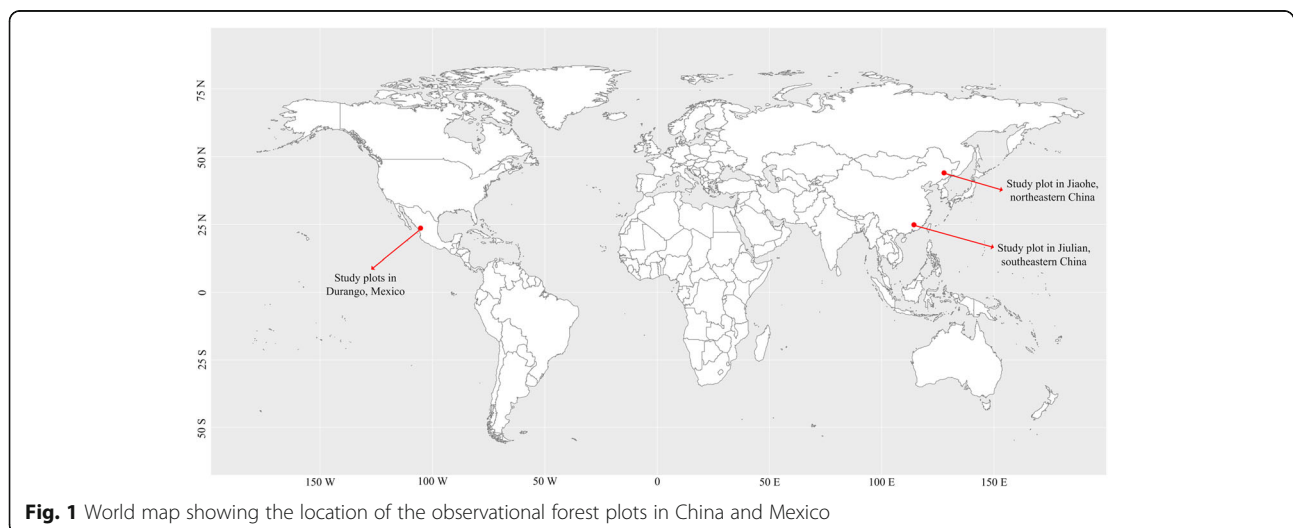 75 N
50 N
25 N
0
25 S
50 S
Study plot in Jiaohe,
northeastern China
Study plot in Jiulian,
southeastern China
Study plots in
Durango, Mexico
150 W
100 W
50 W
0
50 E
100 E
150 E
Fig. 1 World map showing the location of the observational forest plots in China and Mexico